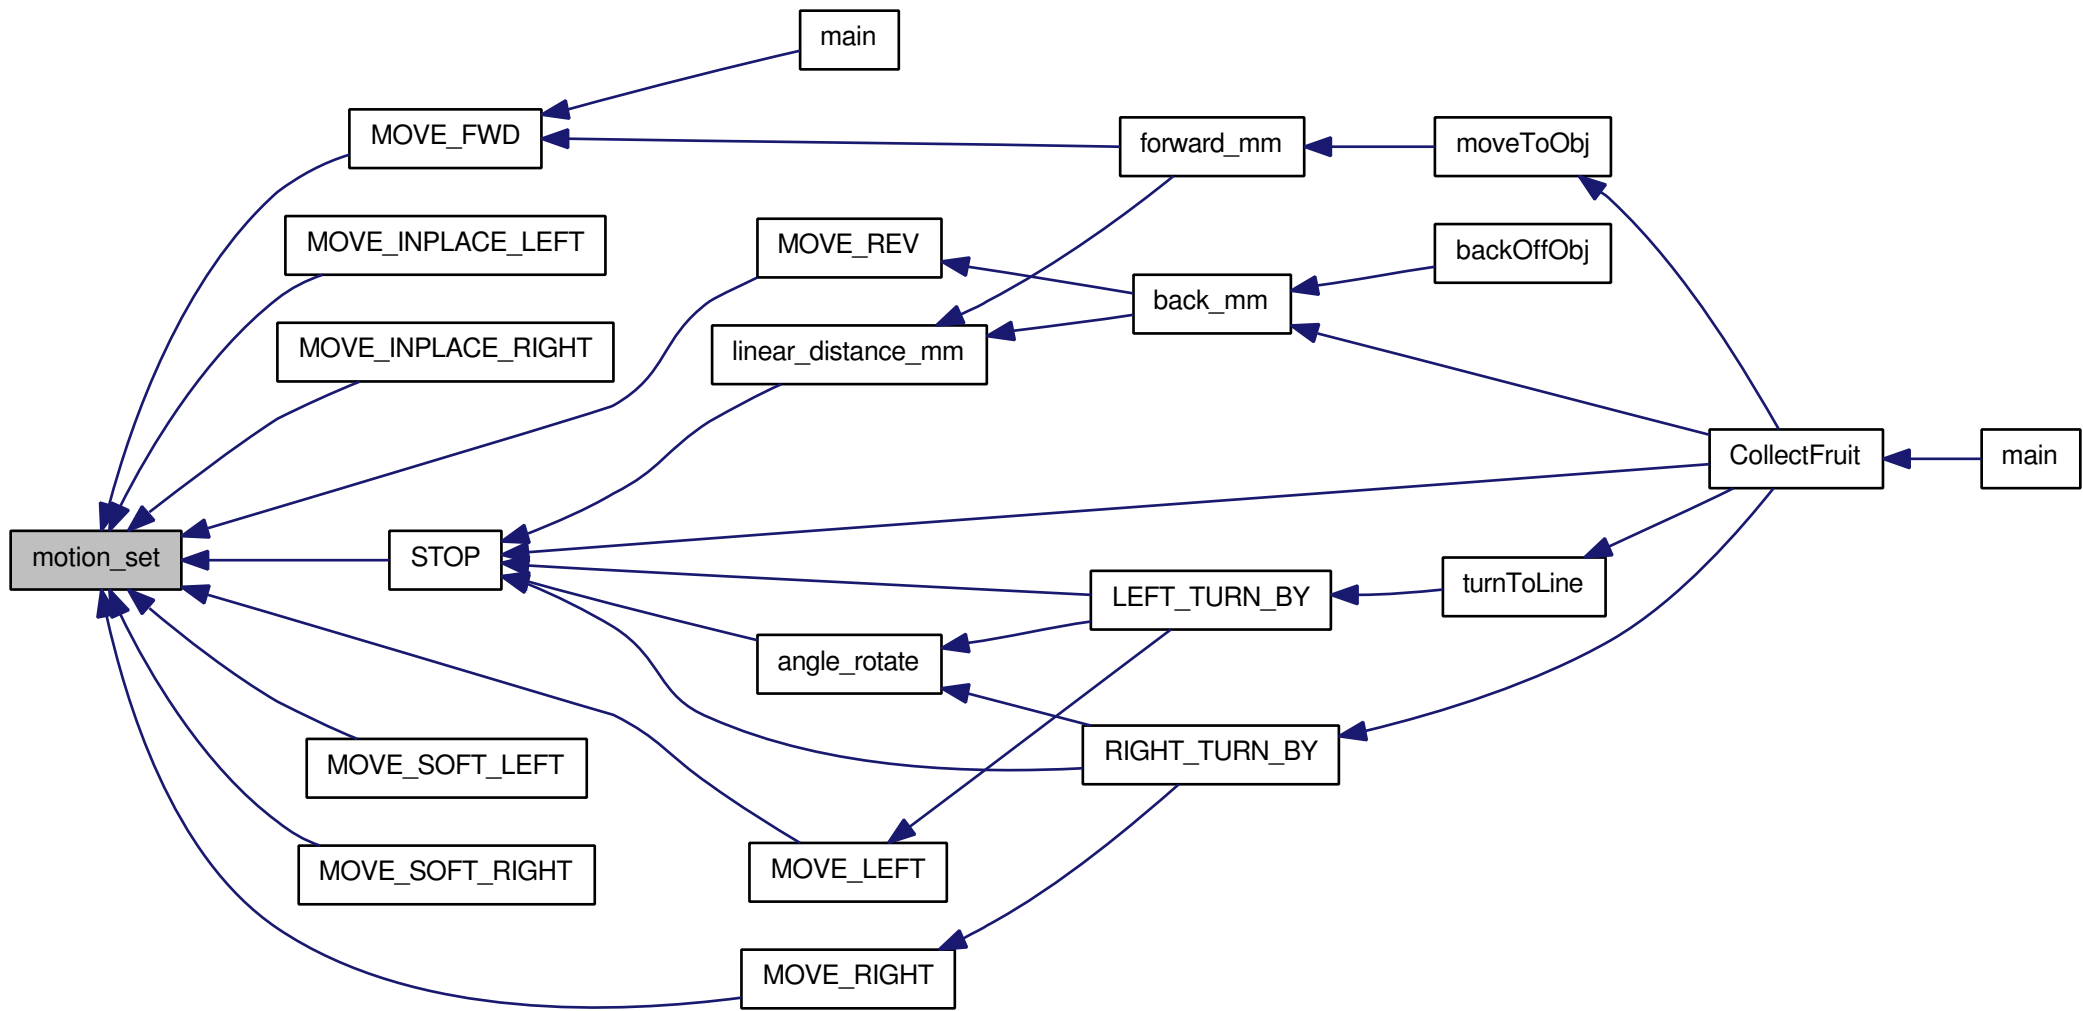 main
MOVE_FWD
forward_mm
moveToObj
MOVE_INPLACE_LEFT
MOVE_REV
backOffObj
back_mm
MOVE_INPLACE_RIGHT
linear_distance_mm
CollectFruit
main
motion_set
STOP
LEFT_TURN_BY
turnToLine
angle_rotate
RIGHT_TURN_BY
MOVE_SOFT_LEFT
MOVE_SOFT_RIGHT
MOVE_LEFT
MOVE_RIGHT